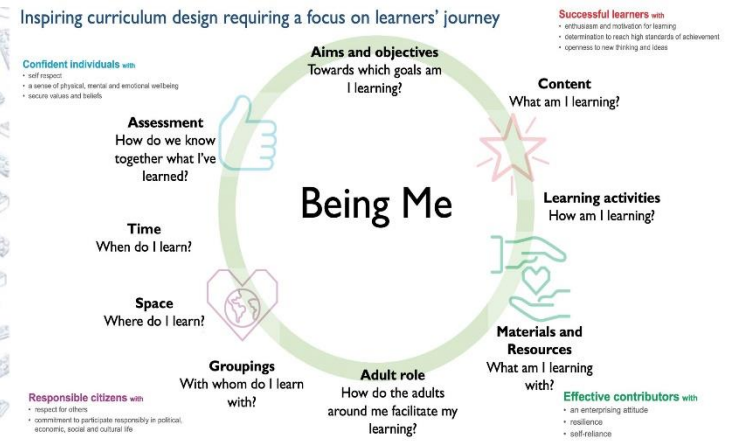 Inspiring curriculum design requiring a focus on learners' journey
Successful learners with
• enthusiasm and motivation for learning
• determination to reach high standards of achievement
• openness to new thinking and ideas
Confident individuals with
• self respect
• a sense of physical, mental and emotional wellbeing
• secure values and beliefs
Aims and objectives
Towards which goals am
I learning?
Content
What am I learning?
Learning activities
How am I learning?
Materials and
Resources
What am I learning
with?
Adult role
How do the adults
around me facilitate my
learning?
Groupings
With whom do I learn
with?
Space
Where do I learn?
Time
When do I learn?
Assessment
How do we know
together what I've
learned?
Being Me
Responsible citizens with
• respect for others
• commitment to participate responsibly in political,
economic, social and cultural life
Effective contributors with
• an enterprising attitude
• resilience
• self-reliance